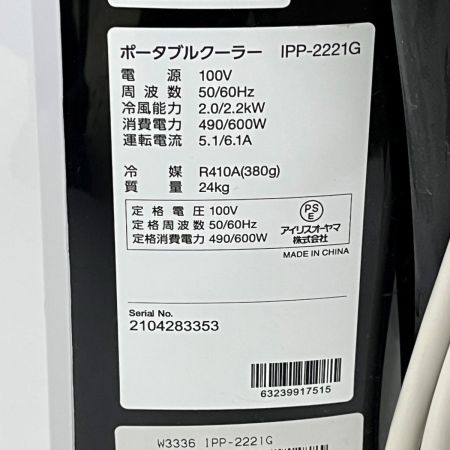 ポータブルクーラー IPP-2221G
電源 100V
周波数 50/60Hz
冷風能力 2.0/2.2kW
消費電力 490/600W
運転電流 5.1/6.1A
冷媒 R410A(380g)
質量 24kg
定格電圧 100V
定格周波数 50/60Hz
定格消費電力 490/600W
PS
E
アイリスオーヤマ
株式会社
MADE IN CHINA
Serial No.
2104283353
63239917515
W3336 IPP-2221G